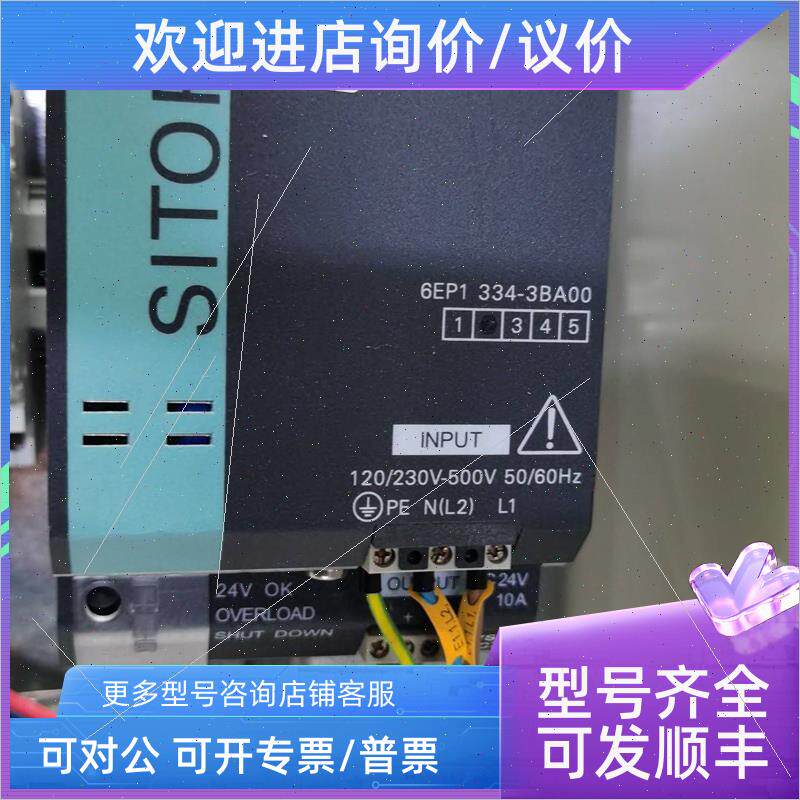 欢迎进店询价/议价
SITOP
6EP1 334-3BA00
1 3 4 5
INPUT
120/230V-500V 50/60Hz
PE N(L2) L1
OUTPUT 24V
24V OK 10A
OVERLOAD +
SHUT DOWN
E11L2
更多型号咨询店铺客服
可对公 可开专票/普票
型号齐全
可发顺丰